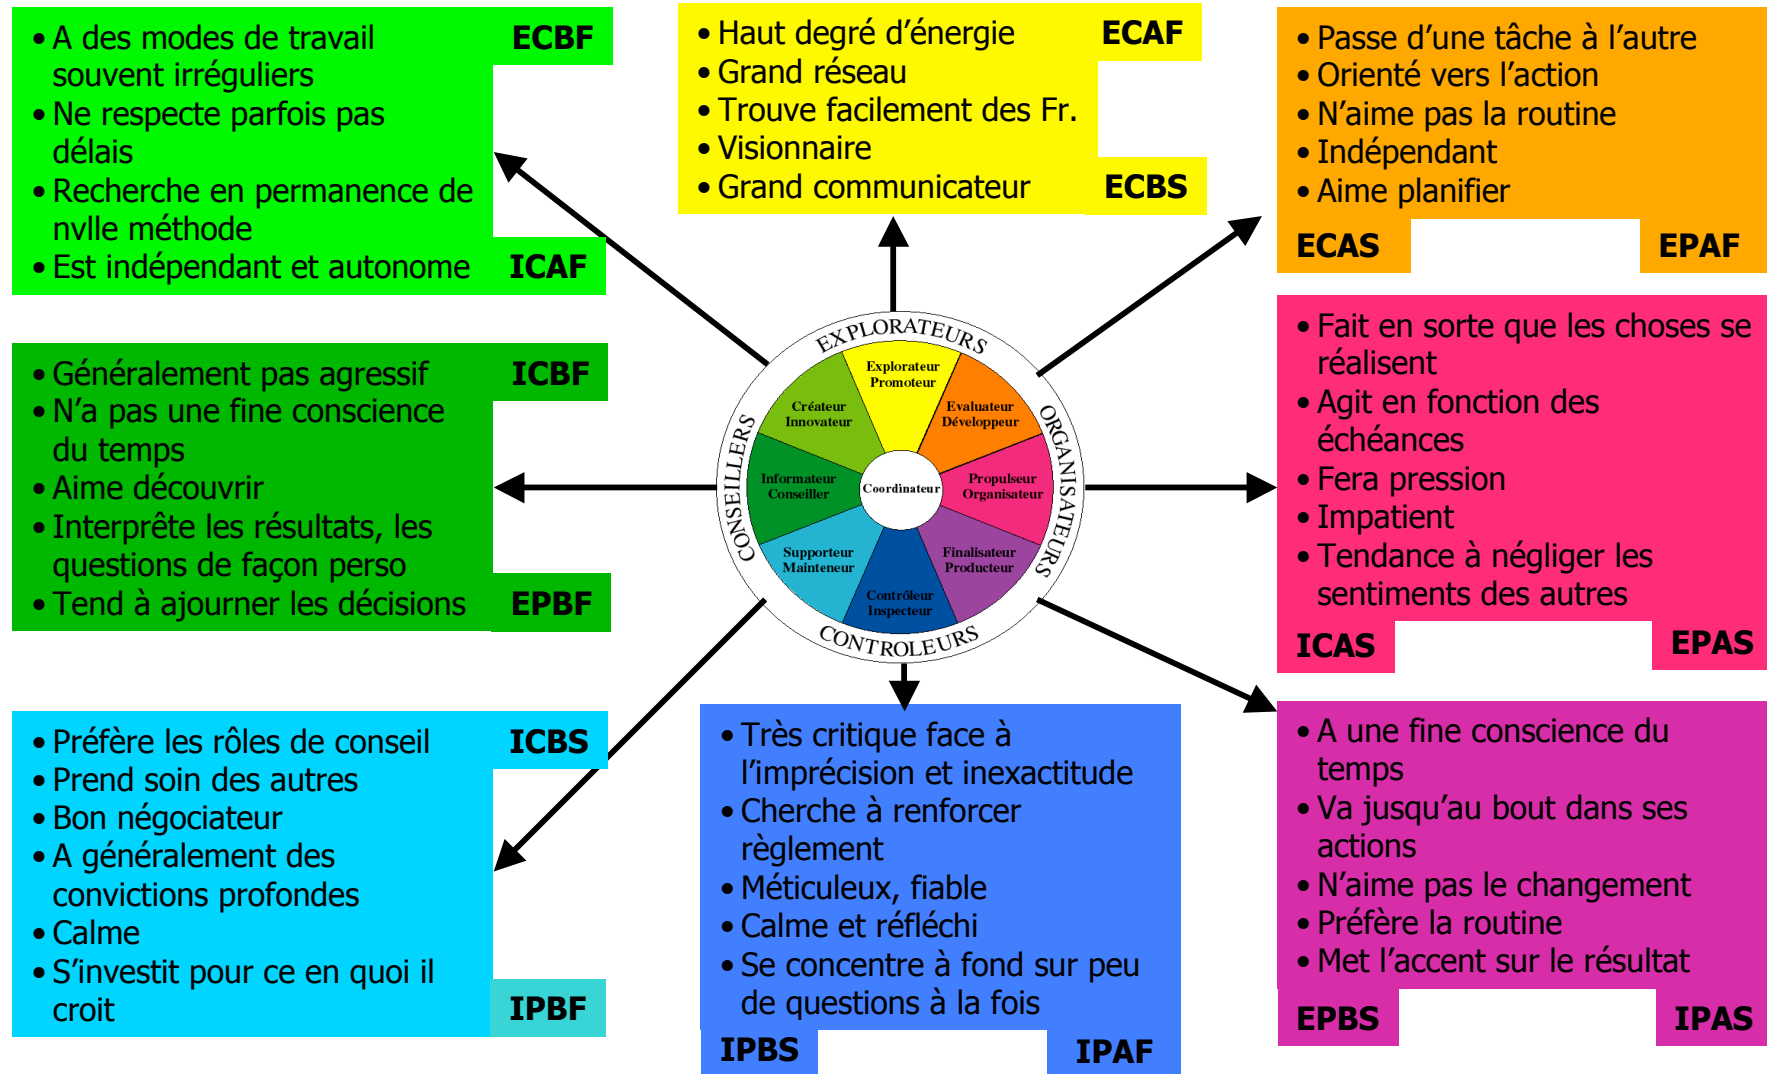 • A des modes de travail
souvent irréguliers
• Ne respecte parfois pas
délais
• Recherche en permanence de
nvlle méthode
• Est indépendant et autonome
ECBF
ICAF
• Haut degré d’énergie
• Grand réseau
• Trouve facilement des Fr.
• Visionnaire
• Grand communicateur
ECAF
ECBS
• Passe d’une tâche à l’autre
• Orienté vers l’action
• N’aime pas la routine
• Indépendant
• Aime planifier
ECAS
EPAF
• Généralement pas agressif
• N’a pas une fine conscience
du temps
• Aime découvrir
• Interprête les résultats, les
questions de façon perso
• Tend à ajourner les décisions
ICBF
EPBF
EXPLORATEURS
ORGANISATEURS
CONTROLEURS
CONSEILLERS
Explorateur
Promoteur
Evaluateur
Développeur
Propulseur
Organisateur
Finalisateur
Producteur
Contrôleur
Inspecteur
Supporteur
Mainteneur
Informateur
Conseiller
Créateur
Innovateur
Coordinateur
• Fait en sorte que les choses se
réalisent
• Agit en fonction des
échéances
• Fera pression
• Impatient
• Tendance à négliger les
sentiments des autres
ICAS
EPAS
• Préfère les rôles de conseil
• Prend soin des autres
• Bon négociateur
• A généralement des
convictions profondes
• Calme
• S’investit pour ce en quoi il
croit
ICBS
IPBF
• Très critique face à
l’imprécision et inexactitude
• Cherche à renforcer
règlement
• Méticuleux, fiable
• Calme et réfléchi
• Se concentre à fond sur peu
de questions à la fois
IPBS
IPAF
• A une fine conscience du
temps
• Va jusqu’au bout dans ses
actions
• N’aime pas le changement
• Préfère la routine
• Met l’accent sur le résultat
EPBS
IPAS